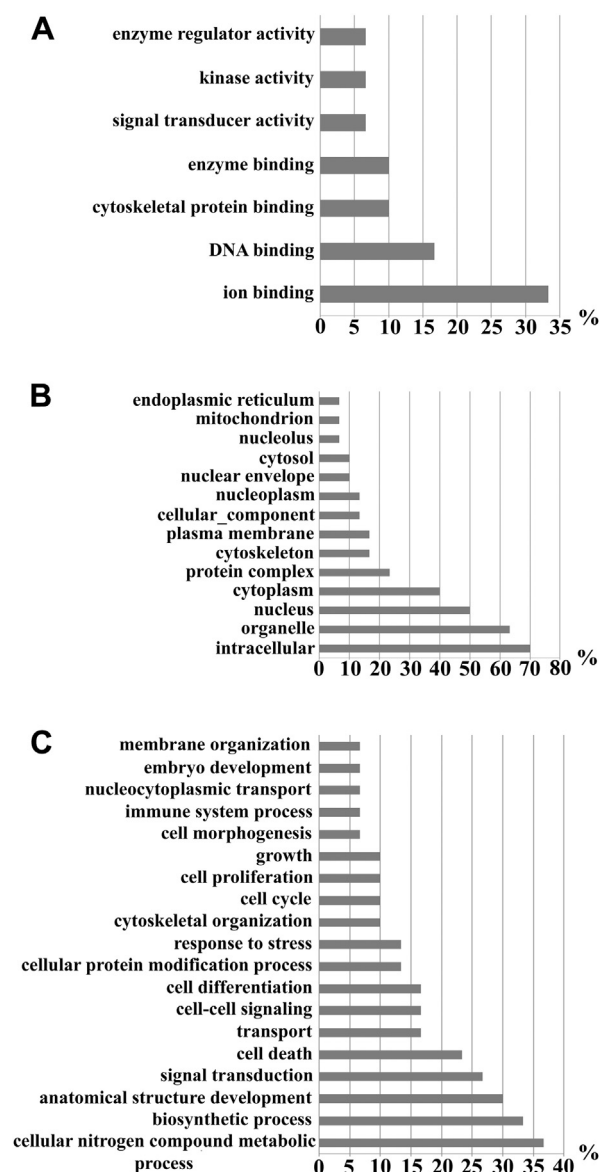 A
enzyme regulator activity
kinase activity
signal transducer activity
enzyme binding
cytoskeletal protein binding
DNA binding
ion binding
0 5 10 15 20 25 30 35 %
B
endoplasmic reticulum
mitochondrion
nucleolus
cytosol
nuclear envelope
nucleoplasm
cellular_component
plasma membrane
cytoskeleton
protein complex
cytoplasm
nucleus
organelle
intracellular
0 10 20 30 40 50 60 70 80 %
C
membrane organization
embryo development
nucleocytoplasmic transport
immune system process
cell morphogenesis
growth
cell proliferation
cell cycle
cytoskeletal organization
response to stress
cellular protein modification process
cell differentiation
cell-cell signaling
transport
cell death
signal transduction
anatomical structure development
biosynthetic process
cellular nitrogen compound metabolic
process
0 5 10 15 20 25 30 35 40 %